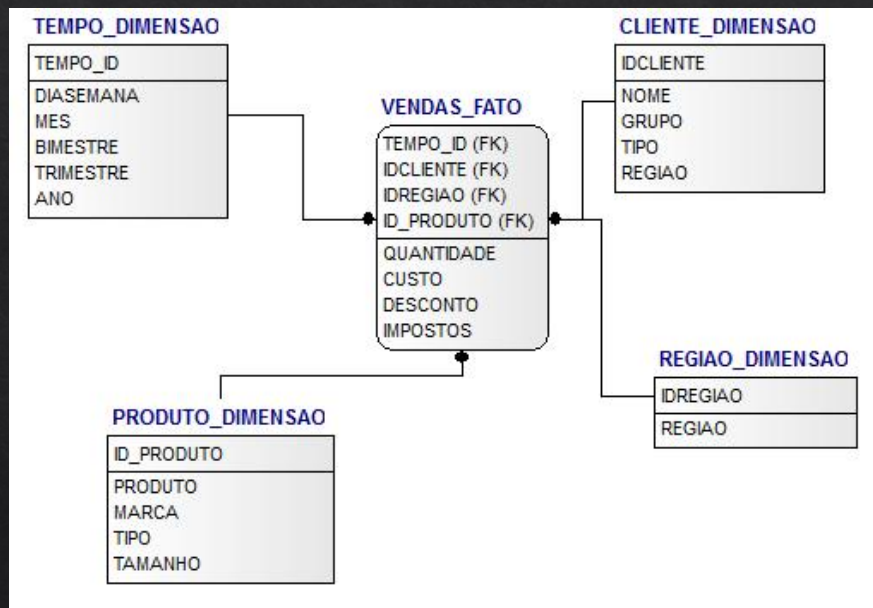 TEMPO_DIMENSAO
TEMPO_ID
DIASEMANA
MES
BIMESTRE
TRIMESTRE
ANO
VENDAS_FATO
TEMPO_ID (FK)
IDCLIENTE (FK)
IDREGIAO (FK)
ID_PRODUTO (FK)
QUANTIDADE
CUSTO
DESCONTO
IMPOSTOS
CLIENTE_DIMENSAO
IDCLIENTE
NOME
GRUPO
TIPO
REGIAO
PRODUTO_DIMENSAO
ID_PRODUTO
PRODUTO
MARCA
TIPO
TAMANHO
REGIAO_DIMENSAO
IDREGIAO
REGIAO